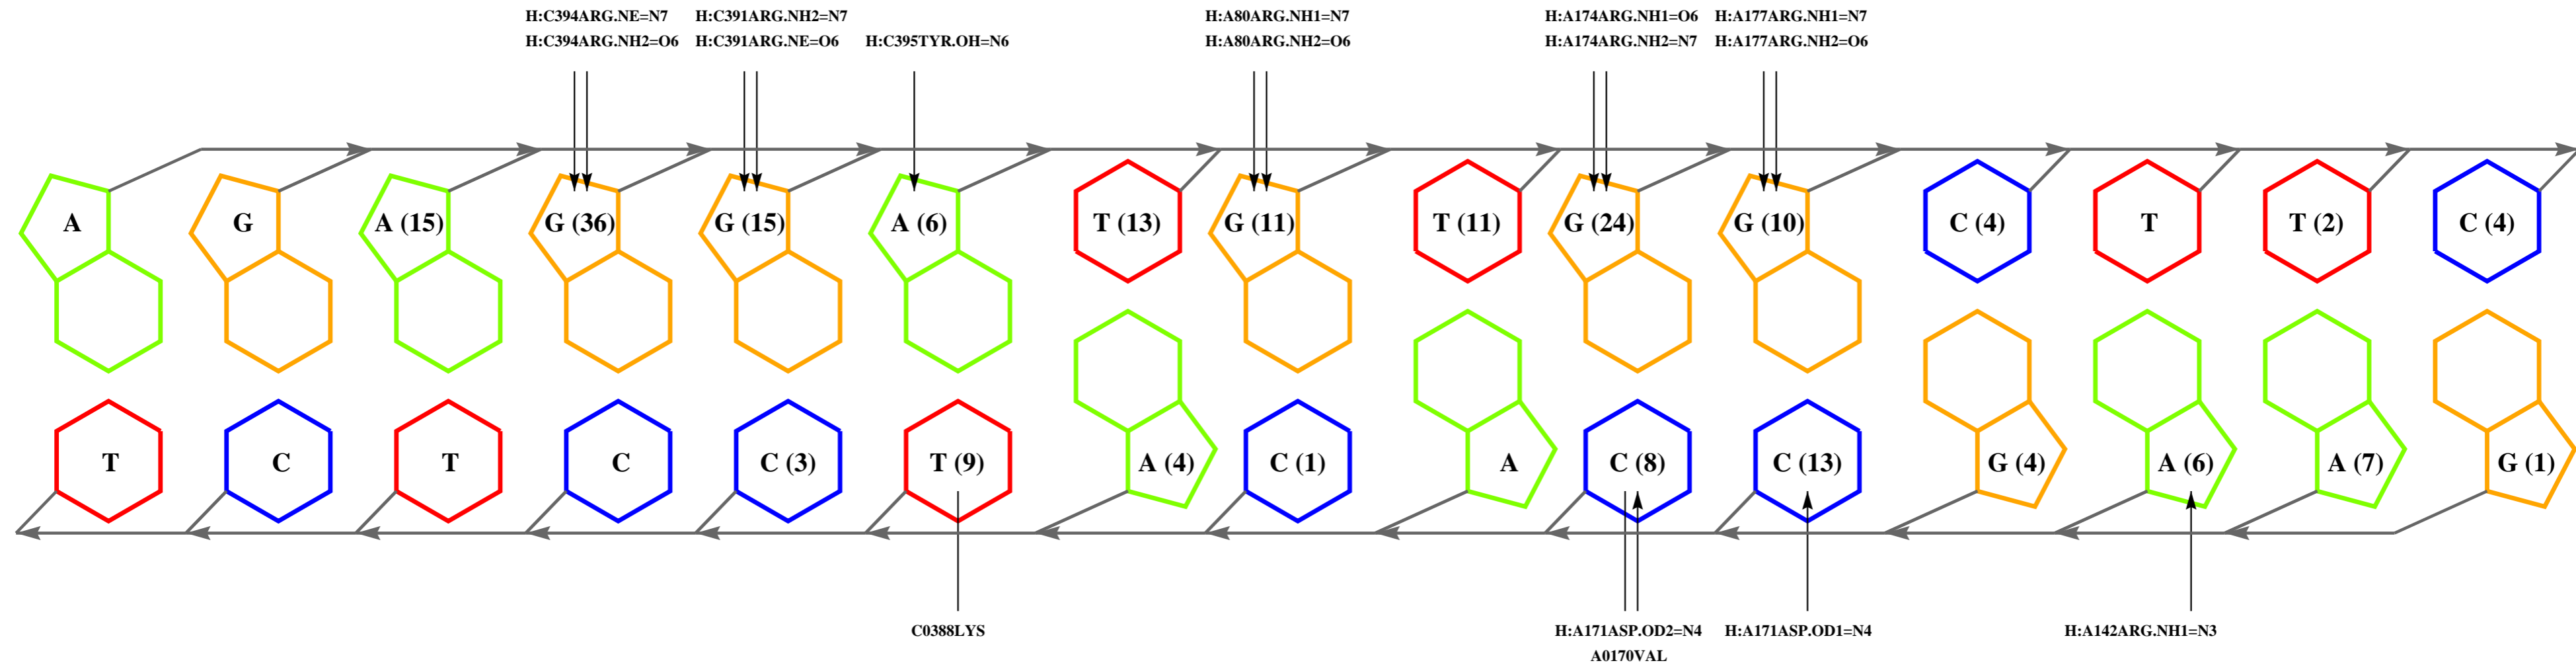 H:C394ARG.NE=N7 H:C391ARG.NH2=N7 H:A80ARG.NH1=N7 H:A174ARG.NH1=O6 H:A177ARG.NH1=N7
H:C394ARG.NH2=O6 H:C391ARG.NE=O6 H:C395TYR.OH=N6 H:A80ARG.NH2=O6 H:A174ARG.NH2=N7 H:A177ARG.NH2=O6
A G A (15) G (36) G (15) A (6) T (13) G (11) T (11) G (24) G (10) C (4) T T (2) C (4)
T C T C C (3) T (9) A (4) C (1) A C (8) C (13) G (4) A (6) A (7) G (1)
C0388LYS H:A171ASP.OD2=N4 H:A171ASP.OD1=N4 H:A142ARG.NH1=N3
A0170VAL